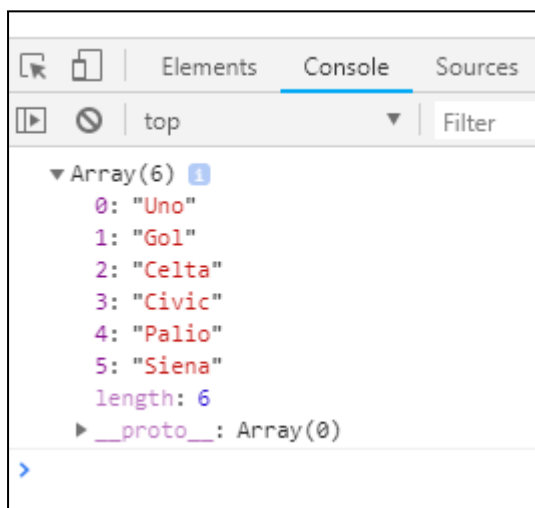 Elements Console Sources
top ▼ Filter
▼Array(6) i
0: "Uno"
1: "Gol"
2: "Celta"
3: "Civic"
4: "Palio"
5: "Siena"
length: 6
▶__proto__: Array(0)
>